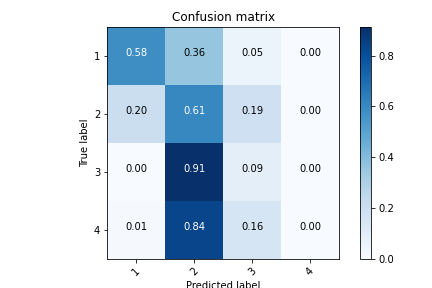 Confusion matrix
1 0.58 0.36 0.05 0.00
2 0.20 0.61 0.19 0.00
3 0.00 0.91 0.09 0.00
4 0.01 0.84 0.16 0.00
1 2 3 4
True label
Predicted label
0.8
0.6
0.4
0.2
0.0